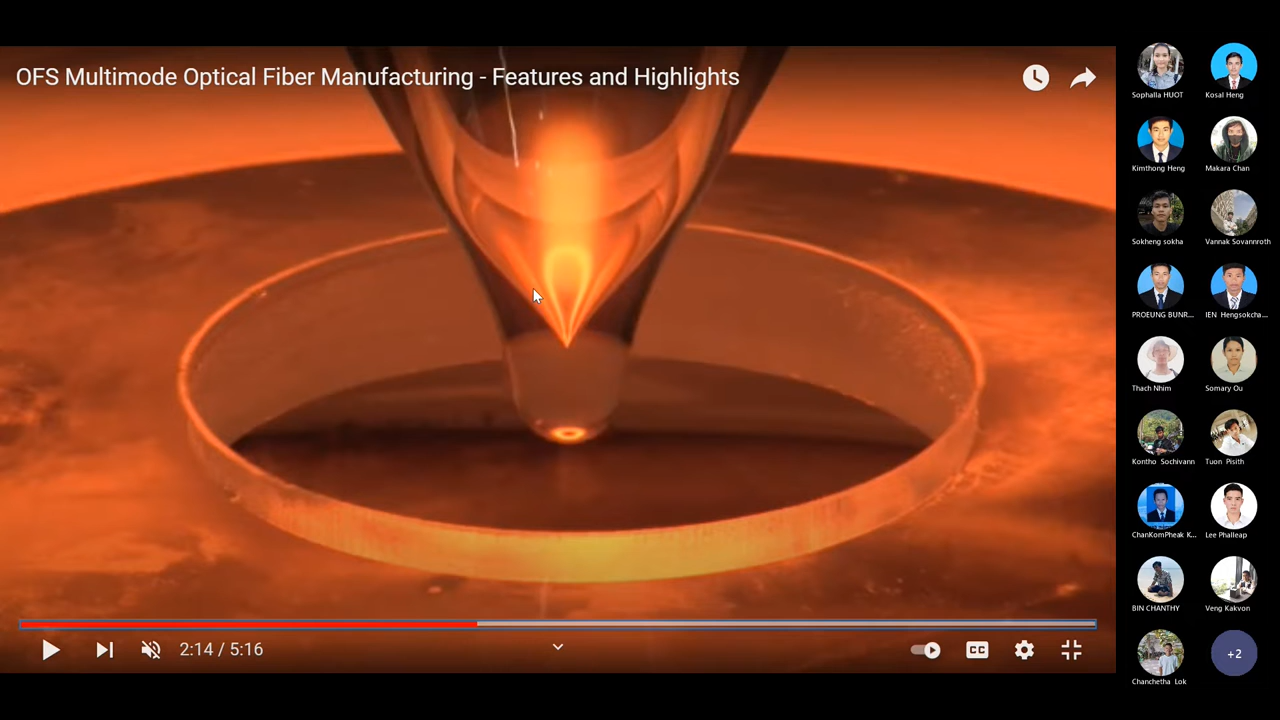 OFS Multimode Optical Fiber Manufacturing - Features and Highlights
Sophalla HUOT
Kosal Heng
Kimthong Heng
Makara Chan
Sokheng sokha
Vannak Sovannroth
PROEUNG BUNR...
IEN Hengsokcha...
Thach Nhim
Somary Ou
Kontho Sochivann
Tuon Pisith
ChanKomPheak K...
Lee Phalleap
BIN CHANTHY
Veng Kakvon
Chanchetha Lok
+2
2:14 / 5:16
CC